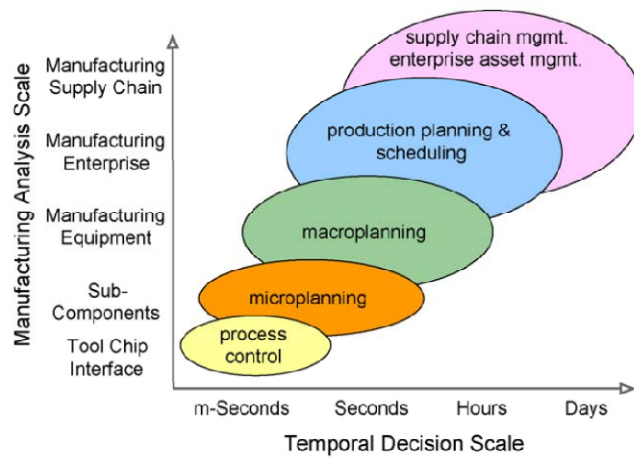 Manufacturing Analysis Scale
Manufacturing
Supply Chain
Manufacturing
Enterprise
Manufacturing
Equipment
Sub-
Components
Tool Chip
Interface
supply chain mgmt.
enterprise asset mgmt.
production planning &
scheduling
macroplanning
microplanning
process
control
m-Seconds
Seconds
Hours
Days
Temporal Decision Scale